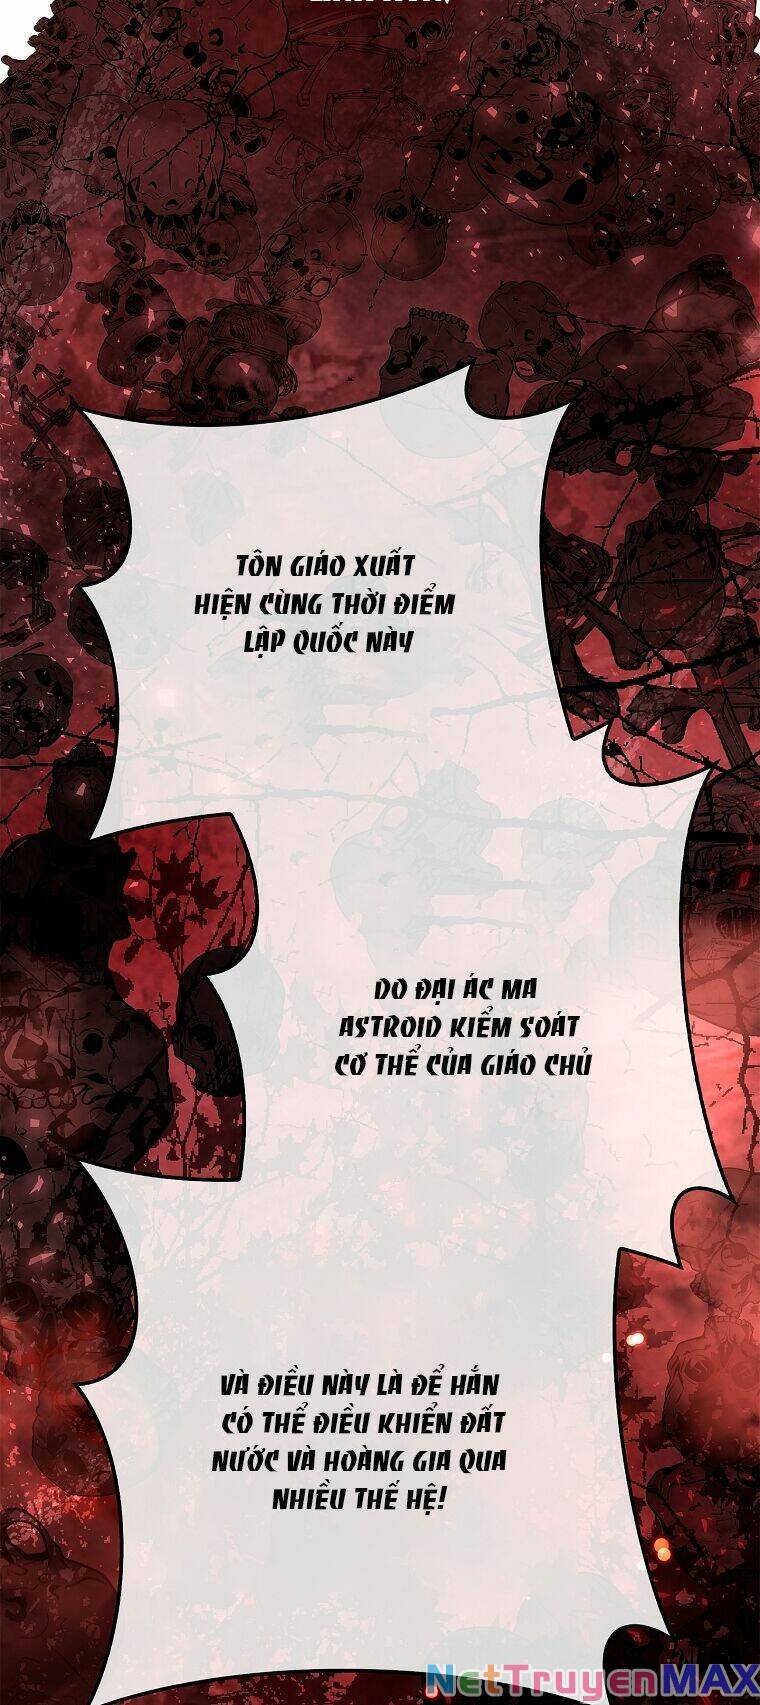 TÔN GIÁO XUẤT
HIỆN CÙNG THỜI ĐIỂM
LẬP QUỐC NÀY
DO ĐẠI ÁC MA
ASTROID KIỂM SOÁT
CƠ THỂ CỦA GIÁO CHỦ
VÀ ĐIỀU NÀY LÀ ĐỂ HẮN
CÓ THỂ ĐIỀU KHIỂN ĐẤT
NƯỚC VÀ HOÀNG GIA QUA
NHIỀU THẾ HỆ!
NetTruyenMAX